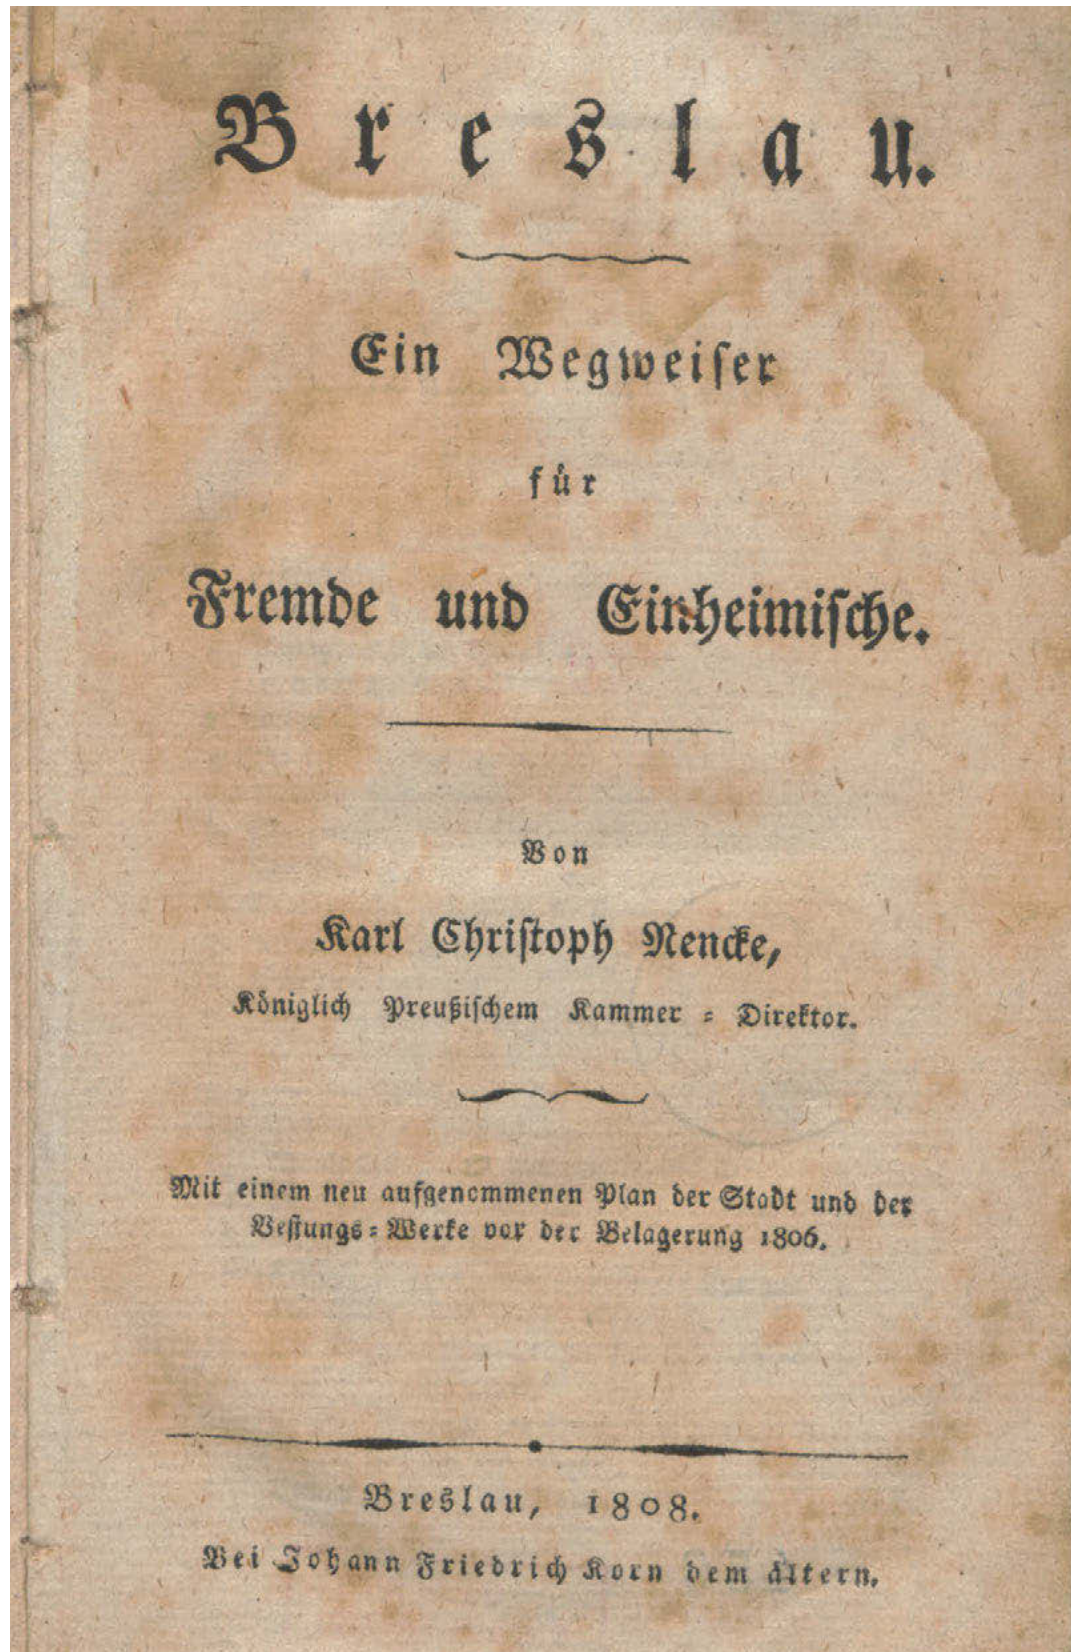 Breslau.
Ein Wegweiser
für
Fremde und Einheimische.
Von
Karl Christoph Nencke,
Königlich Preußischem Kammer = Direktor.
Mit einem neu aufgenommenen Plan der Stadt und der
Vestungs = Werke vor der Belagerung 1806.
Breslau, 1808.
Bei Johann Friedrich Korn dem ältern.